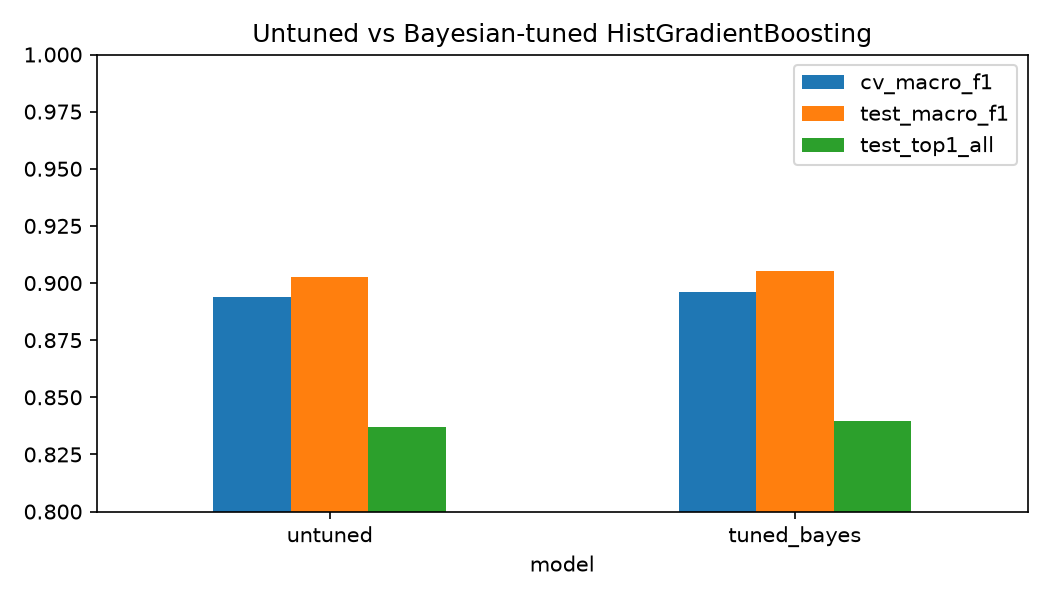 Untuned vs Bayesian-tuned HistGradientBoosting
1.000
0.975
0.950
0.925
0.900
0.875
0.850
0.825
0.800
cv_macro_f1
test_macro_f1
test_top1_all
untuned
tuned_bayes
model